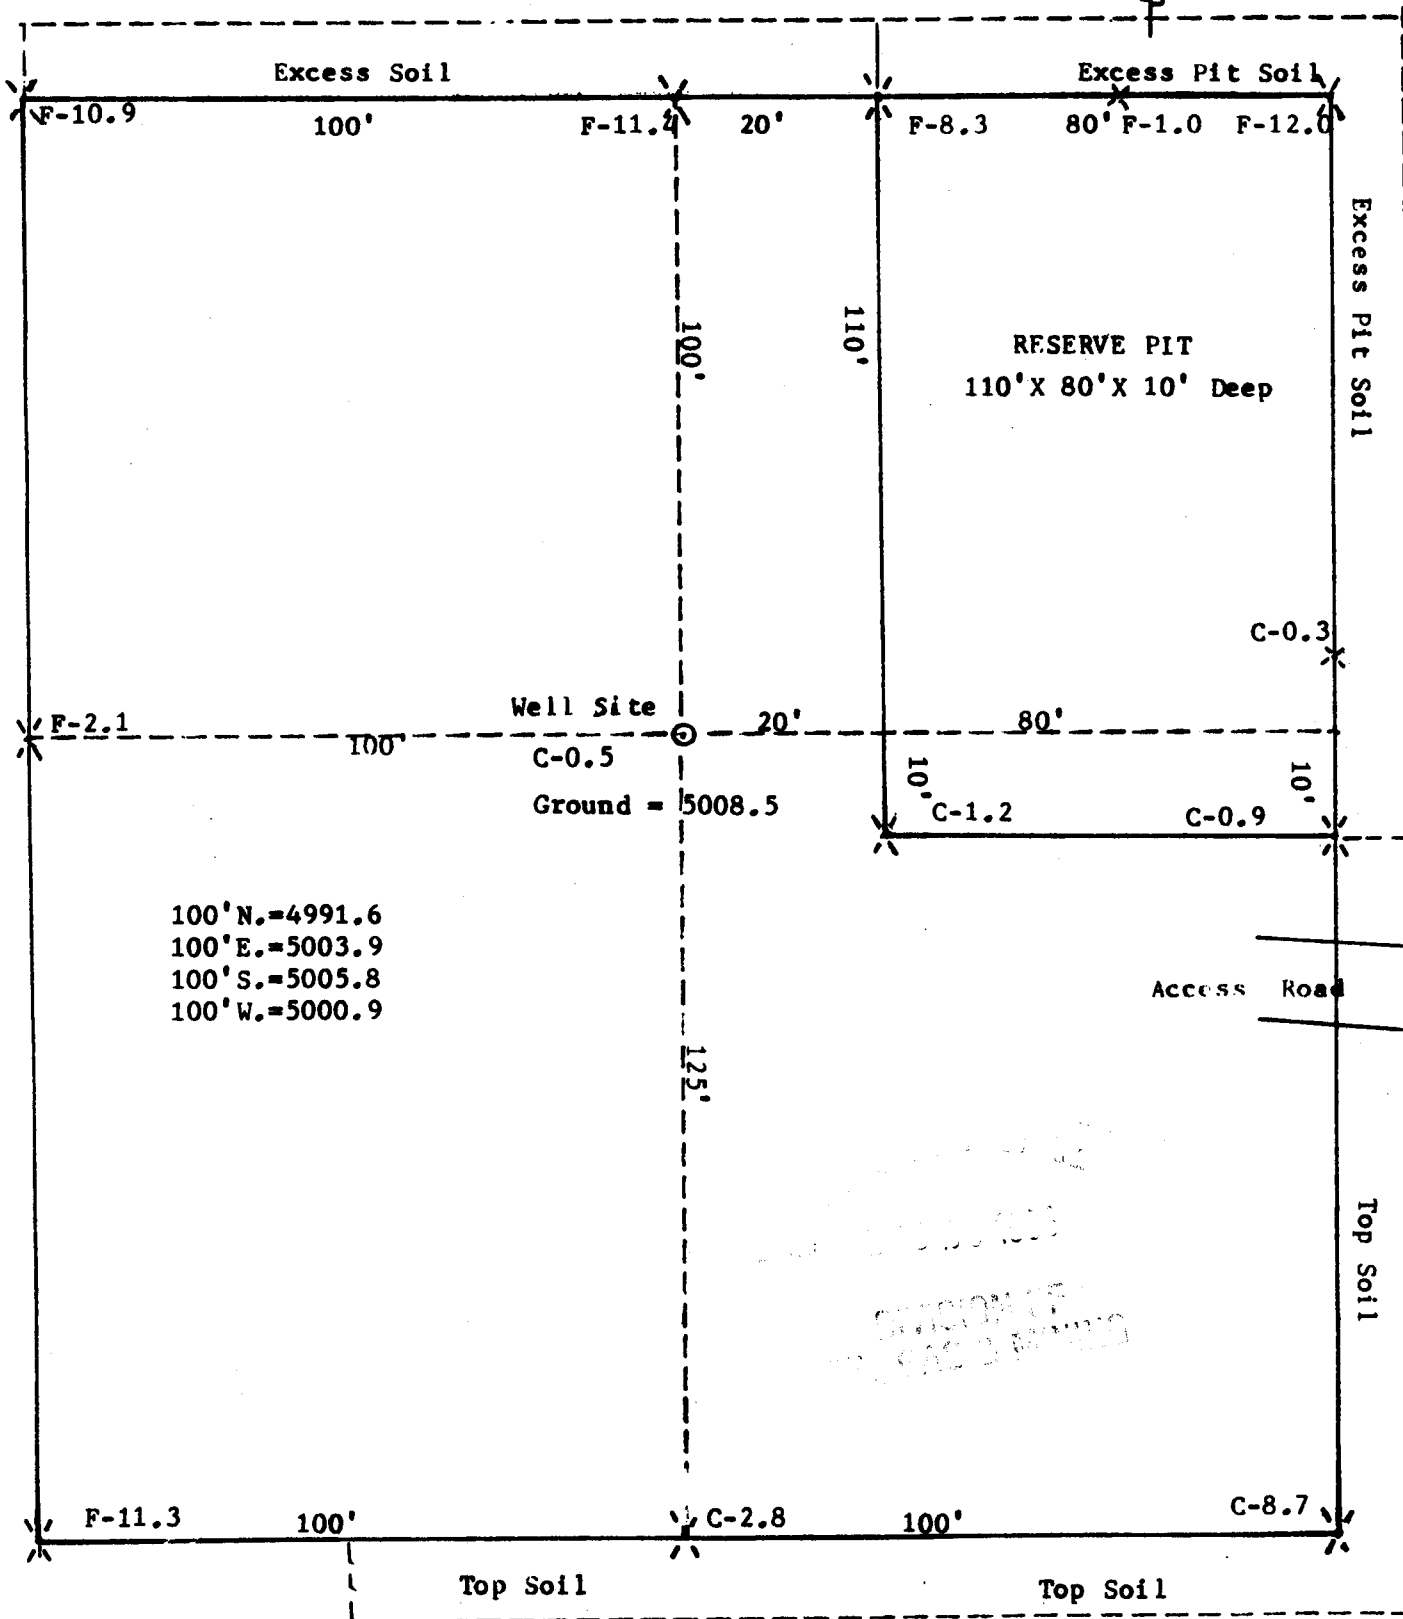 Excess Soil
Excess Pit Soil
F-10.9
100'
F-11.4
20'
F-8.3
80'
F-1.0
F-12.0
Excess Pit Soil
100'
110'
RESERVE PIT
110'X 80'X 10' Deep
C-0.3
F-2.1
100'
Well Site
20'
80'
C-0.5
10'
10'
Ground = 5008.5
C-1.2
C-0.9
100'N.=4991.6
100'E.=5003.9
100'S.=5005.8
100'W.=5000.9
Access Road
125'
Top Soil
DIVISION OF
GAS & MINING
F-11.3
100'
C-2.8
100'
C-8.7
Top Soil
Top Soil